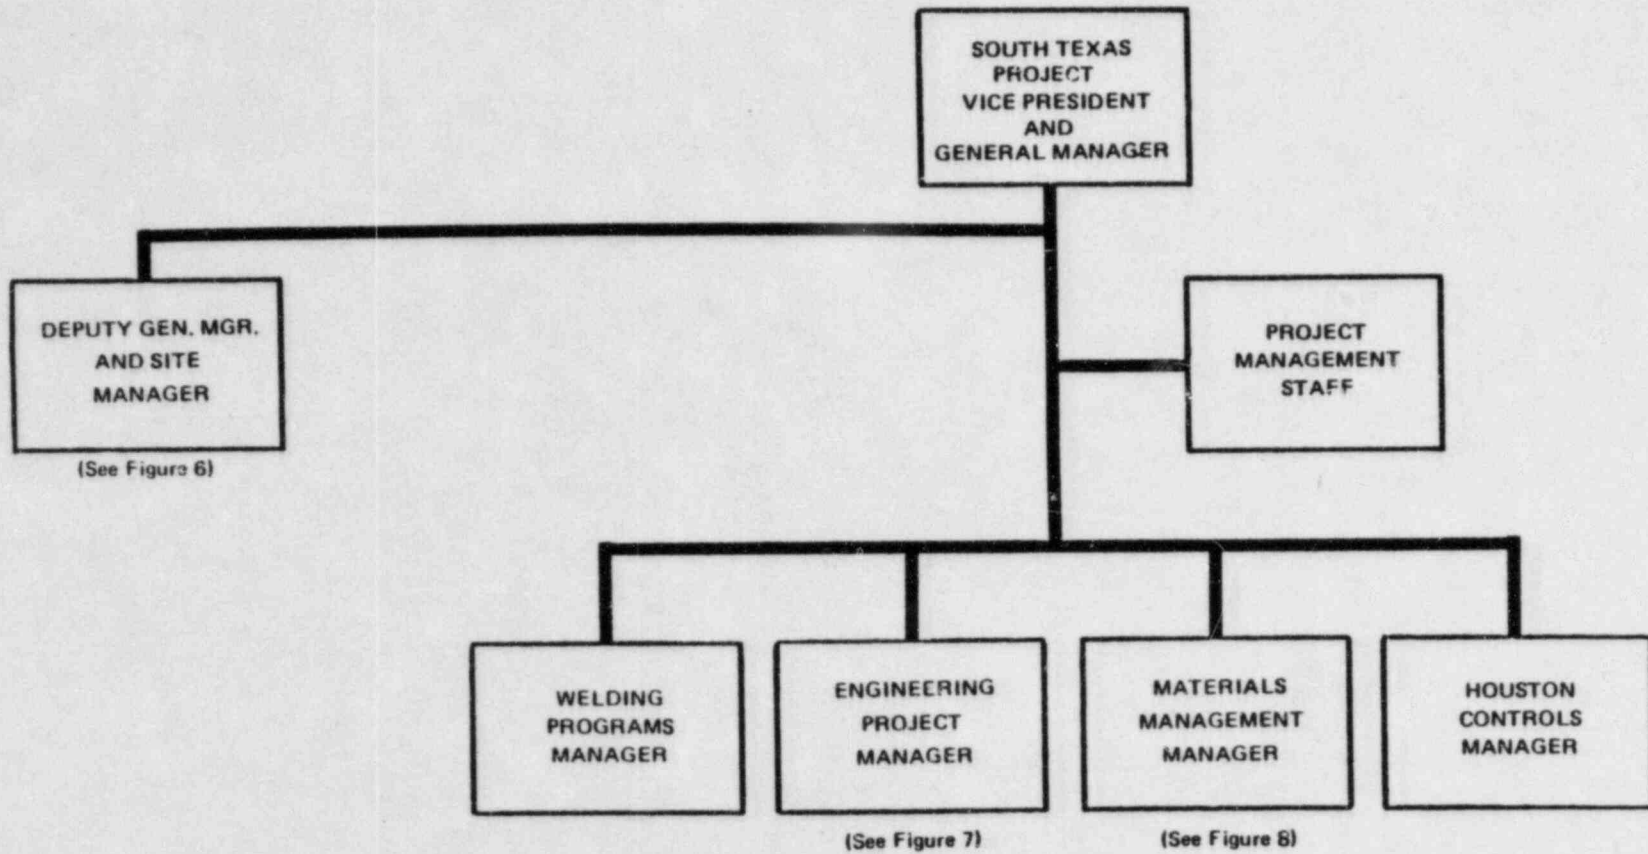 SOUTH TEXAS
PROJECT
VICE PRESIDENT
AND
GENERAL MANAGER
DEPUTY GEN. MGR.
AND SITE
MANAGER
(See Figure 6)
PROJECT
MANAGEMENT
STAFF
WELDING
PROGRAMS
MANAGER
ENGINEERING
PROJECT
MANAGER
(See Figure 7)
MATERIALS
MANAGEMENT
MANAGER
(See Figure 8)
HOUSTON
CONTROLS
MANAGER